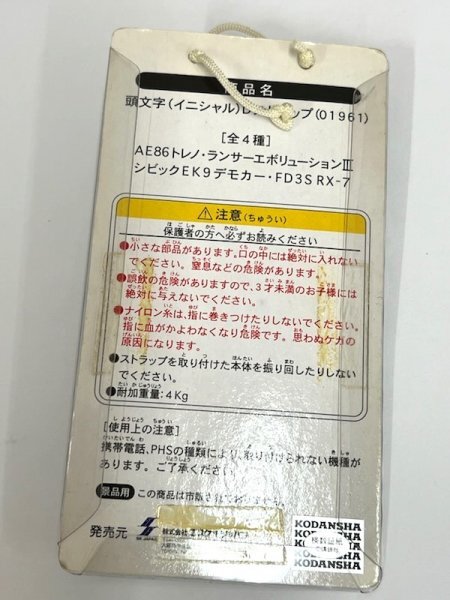 品名
頭文字(イニシャル)D ップ(01961)
[全4種]
AE86トレノ・ランサーエボリューションⅢ
シビックEK9デモカー・FD3S RX-7
⚠注意(ちゅうい)
保護者の方へ必ずお読みください
●小さな部品があります。口の中には絶対に入れない
でください。窒息などの危険があります。
●誤飲の危険がありますので、3才未満のお子様には
絶対に与えないでください。
●ナイロン糸は、指に巻きつけたりしないでください。
指に血がかよわなくなり危険です。思わぬケガの
原因になります。
●ストラップを取り付けた本体を振り回したりしない
でください。
●耐加重量:4Kg
[使用上の注意]
携帯電話、PHSの種類により、取り付けられない機種が
あります。ご了承ください。
景品用 この商品は市販されておりません
発売元
SK JAPAN
株式会社エスケイジャパン
KODANSHA
KODANSHA
KODANSHA